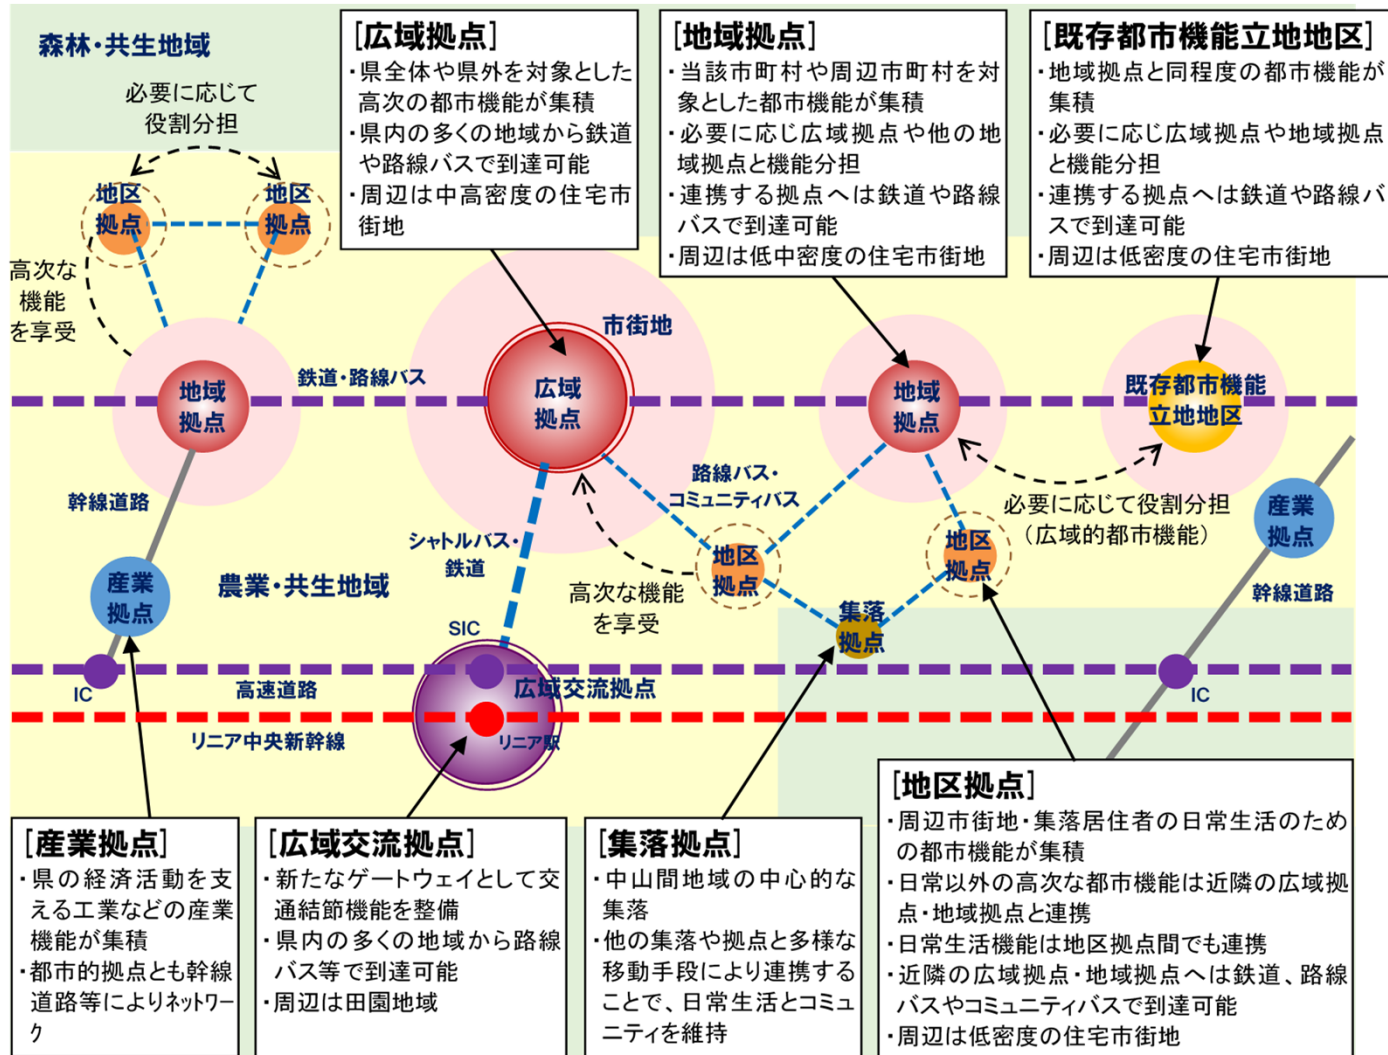 森林・共生地域
必要に応じて
役割分担
地区
拠点
地区
拠点
高次な
機能
を享受
[広域拠点]
・県全体や県外を対象とした
高次の都市機能が集積
・県内の多くの地域から鉄道
や路線バスで到達可能
・周辺は中高密度の住宅市
街地
[地域拠点]
・当該市町村や周辺市町村を対
象とした都市機能が集積
・必要に応じ広域拠点や他の地
域拠点と機能分担
・連携する拠点へは鉄道や路線
バスで到達可能
・周辺は低中密度の住宅市街地
[既存都市機能立地地区]
・地域拠点と同程度の都市機能が
集積
・必要に応じ広域拠点や地域拠点
と機能分担
・連携する拠点へは鉄道や路線バ
スで到達可能
・周辺は低密度の住宅市街地
市街地
鉄道・路線バス
地域
拠点
広域
拠点
地域
拠点
既存都市機能
立地地区
幹線道路
シャトルバス・
鉄道
路線バス・
コミュニティバス
必要に応じて役割分担
（広域的都市機能）
産業
拠点
幹線道路
産業
拠点
農業・共生地域
高次な機能
を享受
地区
拠点
地区
拠点
集落
拠点
SIC
IC
高速道路
広域交流拠点
IC
リニア中央新幹線
リニア駅
[産業拠点]
・県の経済活動を支
える工業などの産業
機能が集積
・都市的拠点とも幹線
道路等によりネットワー
ク
[広域交流拠点]
・新たなゲートウェイとして交
通結節機能を整備
・県内の多くの地域から路線
バス等で到達可能
・周辺は田園地域
[集落拠点]
・中山間地域の中心的な
集落
・他の集落や拠点と多様な
移動手段により連携する
ことで、日常生活とコミュ
ニティを維持
[地区拠点]
・周辺市街地・集落居住者の日常生活のため
の都市機能が集積
・日常以外の高次な都市機能は近隣の広域拠
点・地域拠点と連携
・日常生活機能は地区拠点間でも連携
・近隣の広域拠点・地域拠点へは鉄道、路線
バスやコミュニティバスで到達可能
・周辺は低密度の住宅市街地